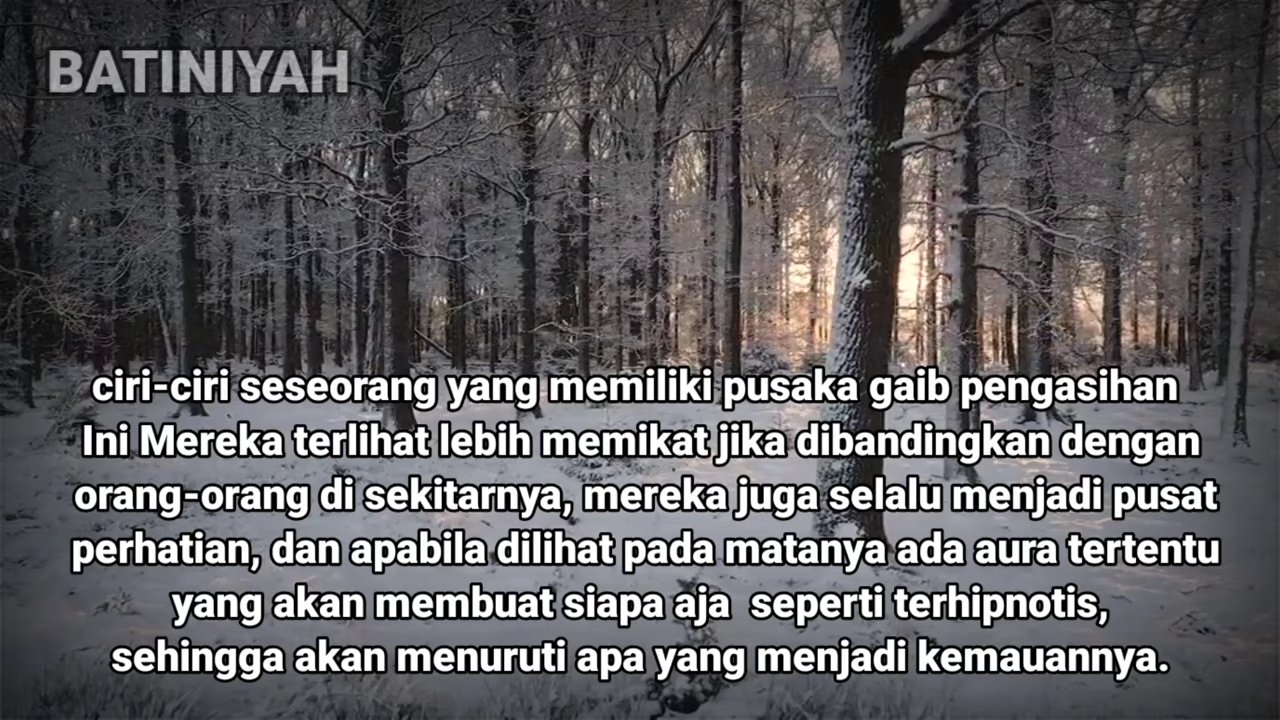 BATINIYAH
ciri-ciri seseorang yang memiliki pusaka gaib pengasihan
Ini Mereka terlihat lebih memikat jika dibandingkan dengan
orang-orang di sekitarnya, mereka juga selalu menjadi pusat
perhatian, dan apabila dilihat pada matanya ada aura tertentu
yang akan membuat siapa aja  seperti terhipnotis,
sehingga akan menuruti apa yang menjadi kemauannya.